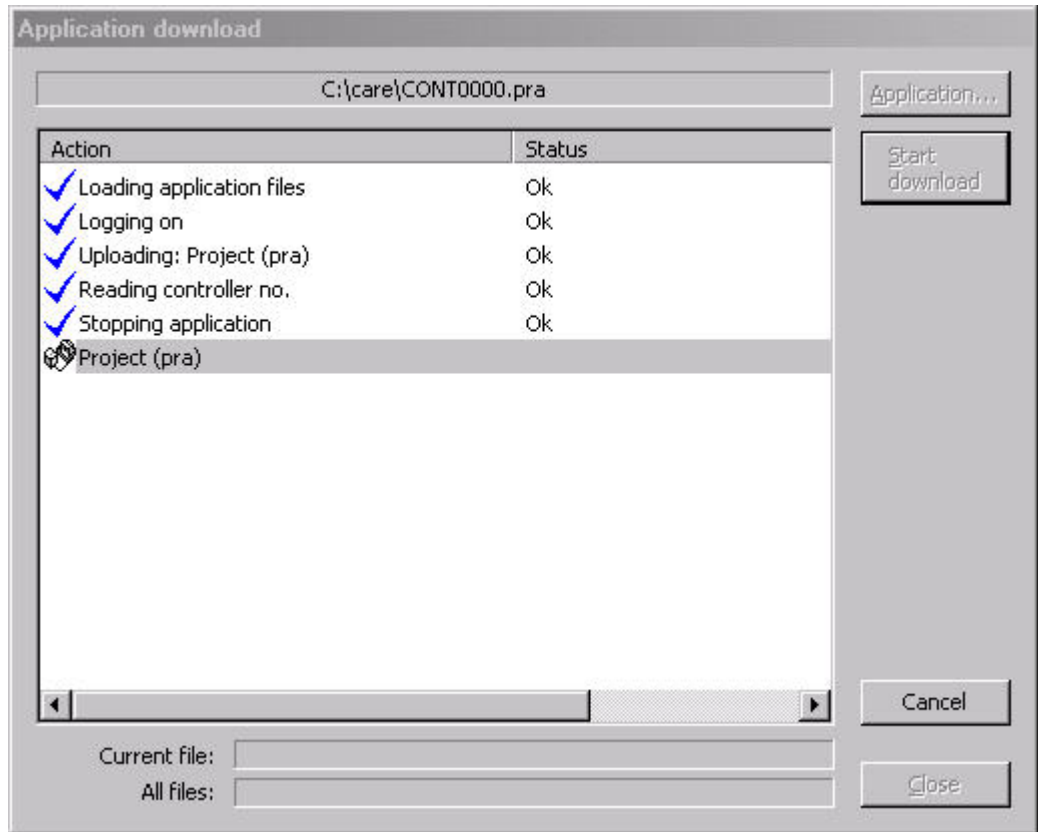 Application download
C:\care\CONT0000.pra
Application...
Action Status
Start
download
Loading application files Ok
Logging on Ok
Uploading: Project (pra) Ok
Reading controller no. Ok
Stopping application Ok
Project (pra)
Cancel
Current file:
All files:
Close